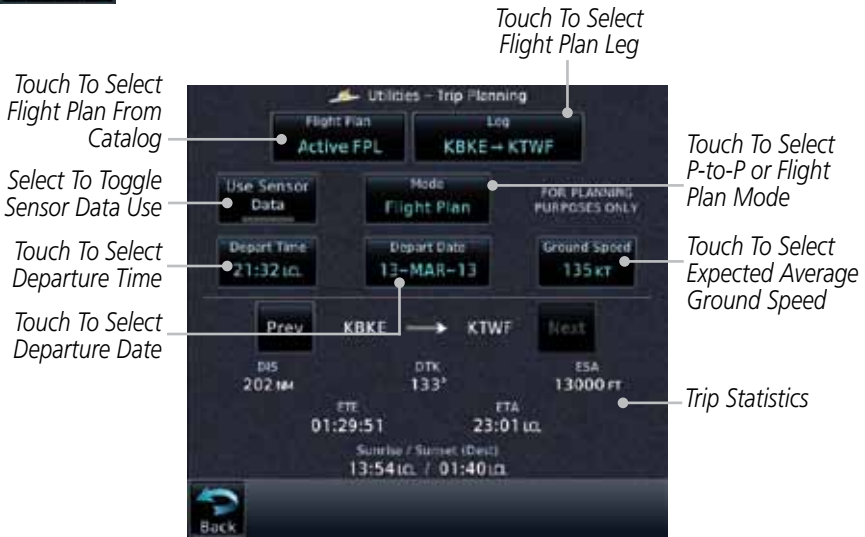 Touch To Select
Flight Plan Leg
Touch To Select
Flight Plan From
Catalog
Select To Toggle
Sensor Data Use
Touch To Select
Departure Time
Touch To Select
Departure Date
Utilities – Trip Planning
Flight Plan
Active FPL
Leg
KBKE → KTWF
Use Sensor
Data
Mode
Flight Plan
FOR PLANNING
PURPOSES ONLY
Depart Time
21:32 LCL
Depart Date
13-MAR-13
Ground Speed
135 KT
Prev
KBKE → KTWF
Next
DIS
202 NM
DTK
133°
ESA
13000 FT
ETE
01:29:51
ETA
23:01 LCL
Sunrise / Sunset (Dest)
13:54 LCL / 01:40 LCL
Back
Touch To Select
P-to-P or Flight
Plan Mode
Touch To Select
Expected Average
Ground Speed
Trip Statistics